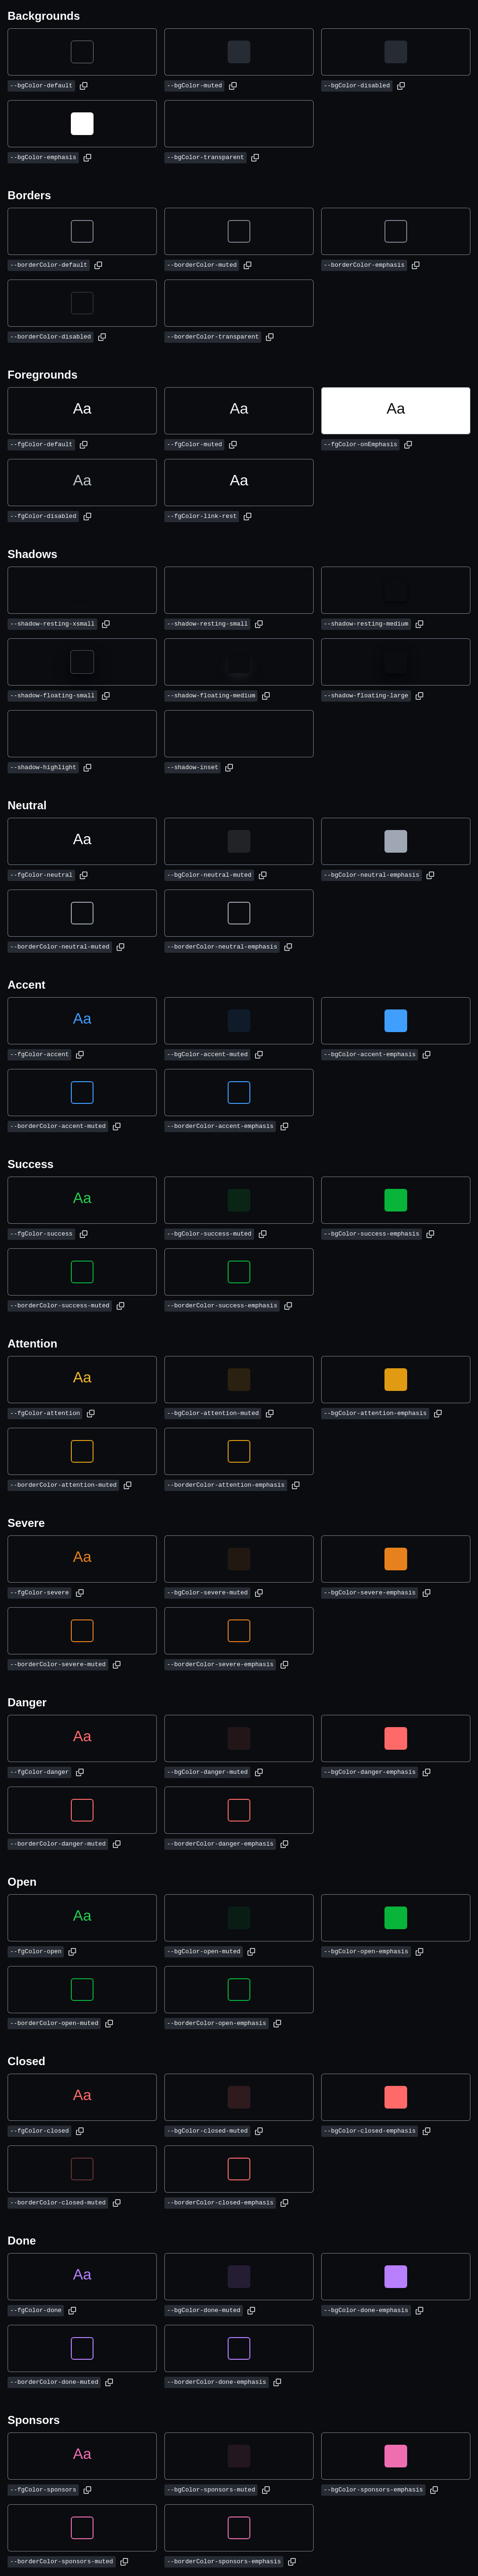 Backgrounds
--bgColor-default
--bgColor-muted
--bgColor-disabled
--bgColor-emphasis
--bgColor-transparent
Borders
--borderColor-default
--borderColor-muted
--borderColor-emphasis
--borderColor-disabled
--borderColor-transparent
Foregrounds
Aa Aa Aa
--fgColor-default
--fgColor-muted
--fgColor-onEmphasis
Aa Aa
--fgColor-disabled
--fgColor-link-rest
Shadows
--shadow-resting-xsmall
--shadow-resting-small
--shadow-resting-medium
--shadow-floating-small
--shadow-floating-medium
--shadow-floating-large
--shadow-highlight
--shadow-inset
Neutral
Aa
--fgColor-neutral
--bgColor-neutral-muted
--bgColor-neutral-emphasis
--borderColor-neutral-muted
--borderColor-neutral-emphasis
Accent
Aa
--fgColor-accent
--bgColor-accent-muted
--bgColor-accent-emphasis
--borderColor-accent-muted
--borderColor-accent-emphasis
Success
Aa
--fgColor-success
--bgColor-success-muted
--bgColor-success-emphasis
--borderColor-success-muted
--borderColor-success-emphasis
Attention
Aa
--fgColor-attention
--bgColor-attention-muted
--bgColor-attention-emphasis
--borderColor-attention-muted
--borderColor-attention-emphasis
Severe
Aa
--fgColor-severe
--bgColor-severe-muted
--bgColor-severe-emphasis
--borderColor-severe-muted
--borderColor-severe-emphasis
Danger
Aa
--fgColor-danger
--bgColor-danger-muted
--bgColor-danger-emphasis
--borderColor-danger-muted
--borderColor-danger-emphasis
Open
Aa
--fgColor-open
--bgColor-open-muted
--bgColor-open-emphasis
--borderColor-open-muted
--borderColor-open-emphasis
Closed
Aa
--fgColor-closed
--bgColor-closed-muted
--bgColor-closed-emphasis
--borderColor-closed-muted
--borderColor-closed-emphasis
Done
Aa
--fgColor-done
--bgColor-done-muted
--bgColor-done-emphasis
--borderColor-done-muted
--borderColor-done-emphasis
Sponsors
Aa
--fgColor-sponsors
--bgColor-sponsors-muted
--bgColor-sponsors-emphasis
--borderColor-sponsors-muted
--borderColor-sponsors-emphasis